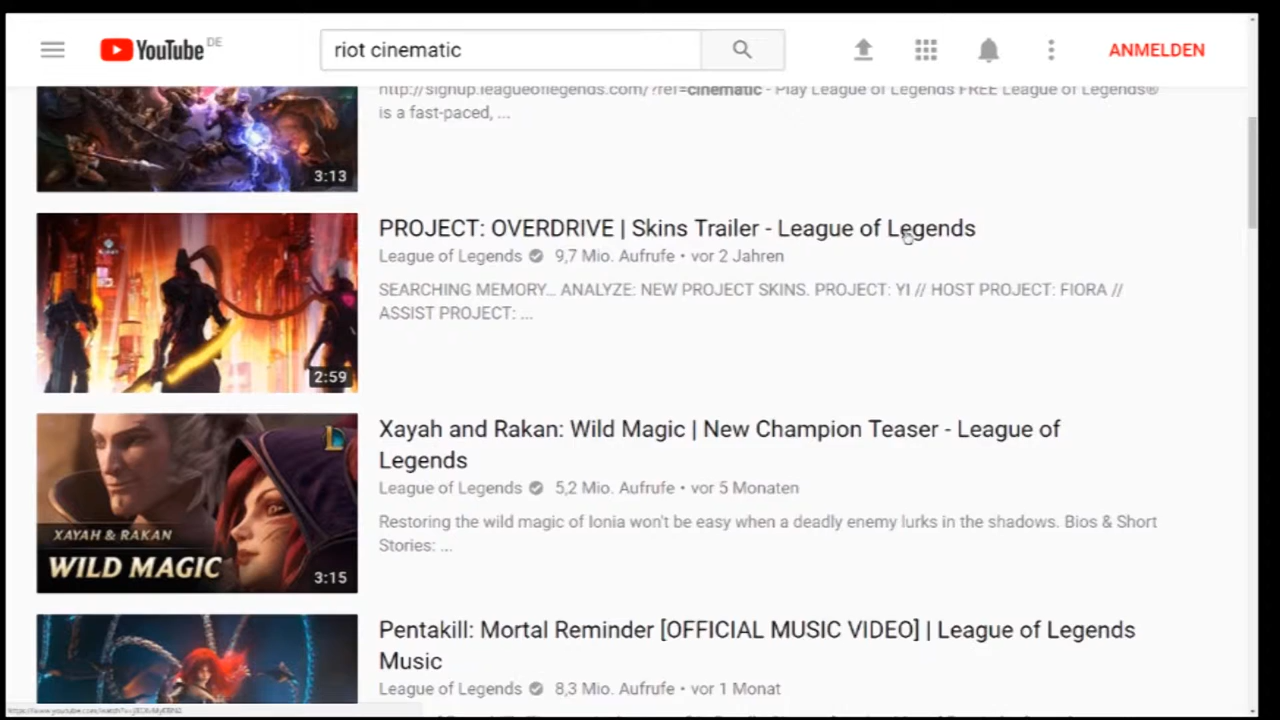 YouTube DE
riot cinematic
ANMELDEN
http://signup.leagueoflegends.com/?ref=cinematic - Play League of Legends FREE League of Legends®
is a fast-paced, ...
3:13
PROJECT: OVERDRIVE | Skins Trailer - League of Legends
League of Legends 9,7 Mio. Aufrufe • vor 2 Jahren
SEARCHING MEMORY... ANALYZE: NEW PROJECT SKINS. PROJECT: YI // HOST PROJECT: FIORA //
ASSIST PROJECT: ...
2:59
Xayah and Rakan: Wild Magic | New Champion Teaser - League of
Legends
League of Legends 5,2 Mio. Aufrufe • vor 5 Monaten
Restoring the wild magic of Ionia won't be easy when a deadly enemy lurks in the shadows. Bios & Short
Stories: ...
XAYAH & RAKAN
WILD MAGIC
3:15
Pentakill: Mortal Reminder [OFFICIAL MUSIC VIDEO] | League of Legends
Music
League of Legends 8,3 Mio. Aufrufe • vor 1 Monat